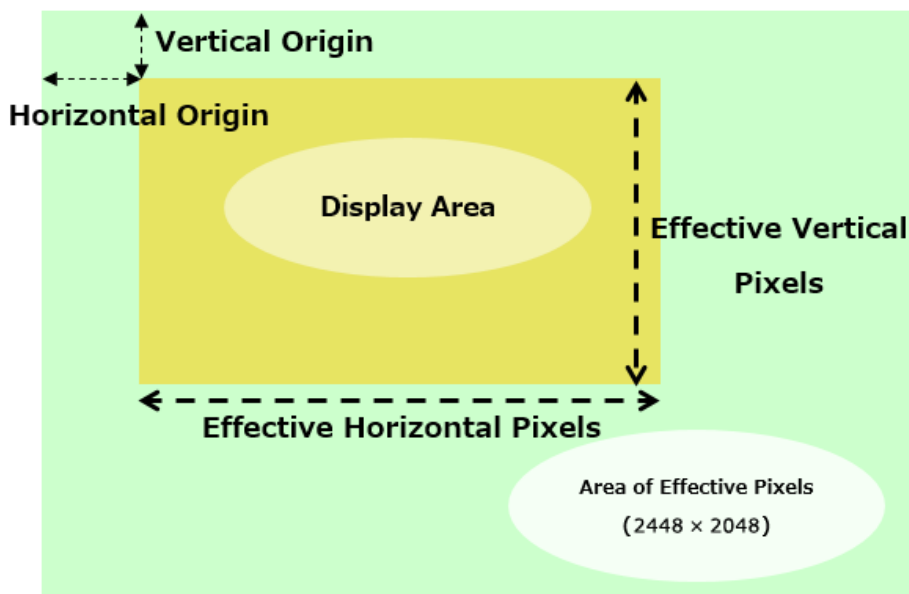 Vertical Origin
Horizontal Origin
Display Area
Effective Vertical
Pixels
Effective Horizontal Pixels
Area of Effective Pixels
(2448 × 2048)